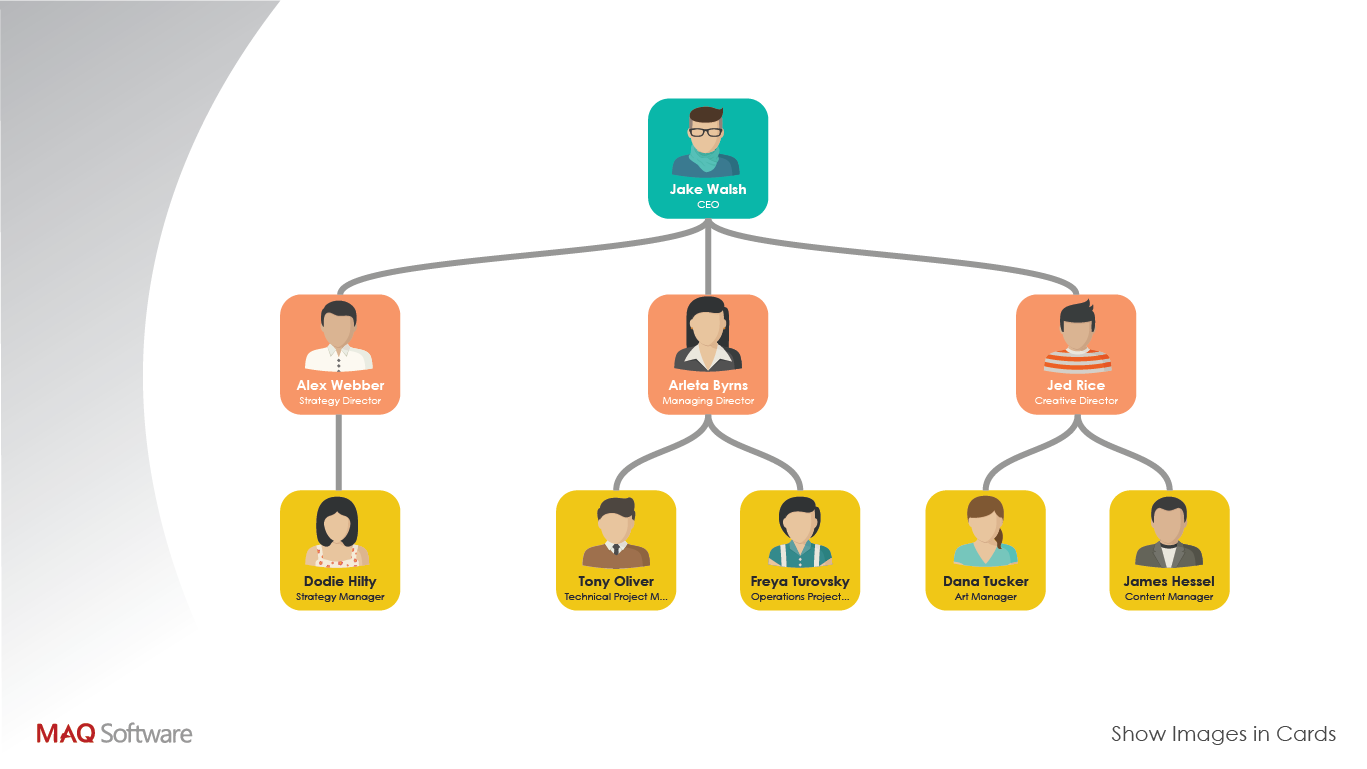 Jake Walsh
CEO
Alex Webber
Strategy Director
Arleta Byrns
Managing Director
Jed Rice
Creative Director
Dodie Hilty
Strategy Manager
Tony Oliver
Technical Project M...
Freya Turovsky
Operations Project...
Dana Tucker
Art Manager
James Hessel
Content Manager
MAQ Software
Show Images in Cards